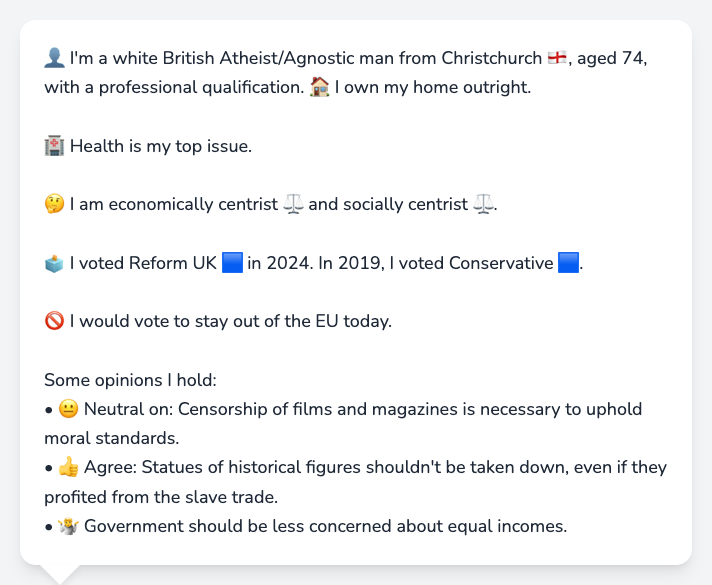 👤 I'm a white British Atheist/Agnostic man from Christchurch 🏴󠁧󠁢󠁥󠁮󠁧󠁿, aged 74,
with a professional qualification. 🏠 I own my home outright.
🏥 Health is my top issue.
🤔 I am economically centrist ⚖️ and socially centrist ⚖️.
🗳️ I voted Reform UK 🟦 in 2024. In 2019, I voted Conservative 🟦.
🚫 I would vote to stay out of the EU today.
Some opinions I hold:
• 😐 Neutral on: Censorship of films and magazines is necessary to uphold
moral standards.
• 👍 Agree: Statues of historical figures shouldn't be taken down, even if they
profited from the slave trade.
• 🤷 Government should be less concerned about equal incomes.